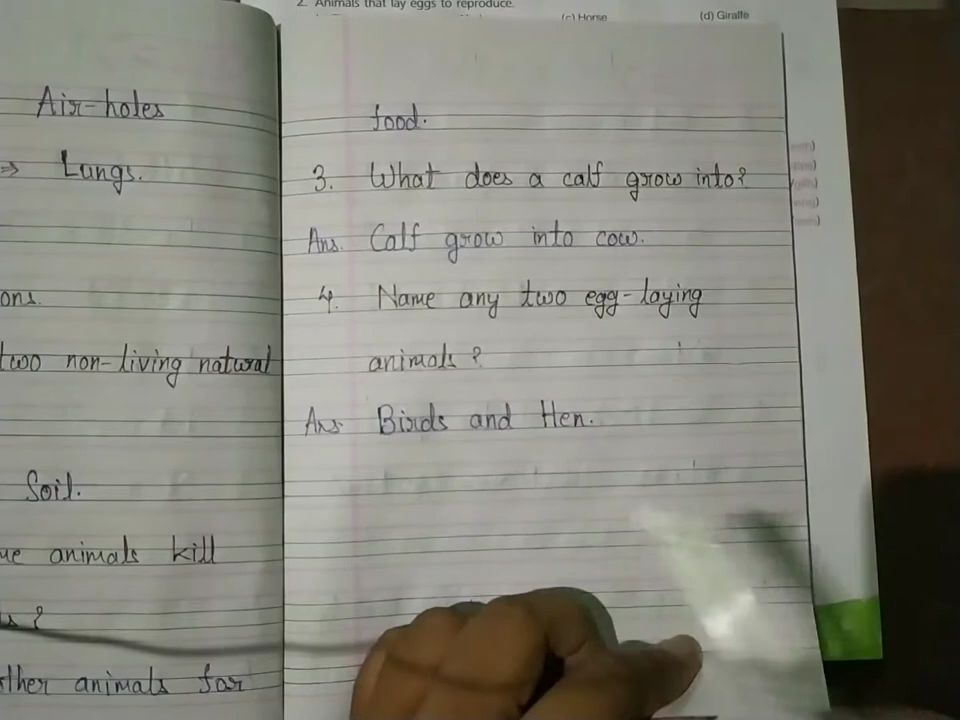 2. Animals that lay eggs to reproduce.
(c) Horse (d) Giraffe
Air-holes
⇒ Lungs.
ons.
two non-living natural
Soil.
animals kill
?
animals for
food.
3. What does a calf grow into?
Ans. Calf grow into cow.
4. Name any two egg-laying
animals ?
Ans. Birds and Hen.